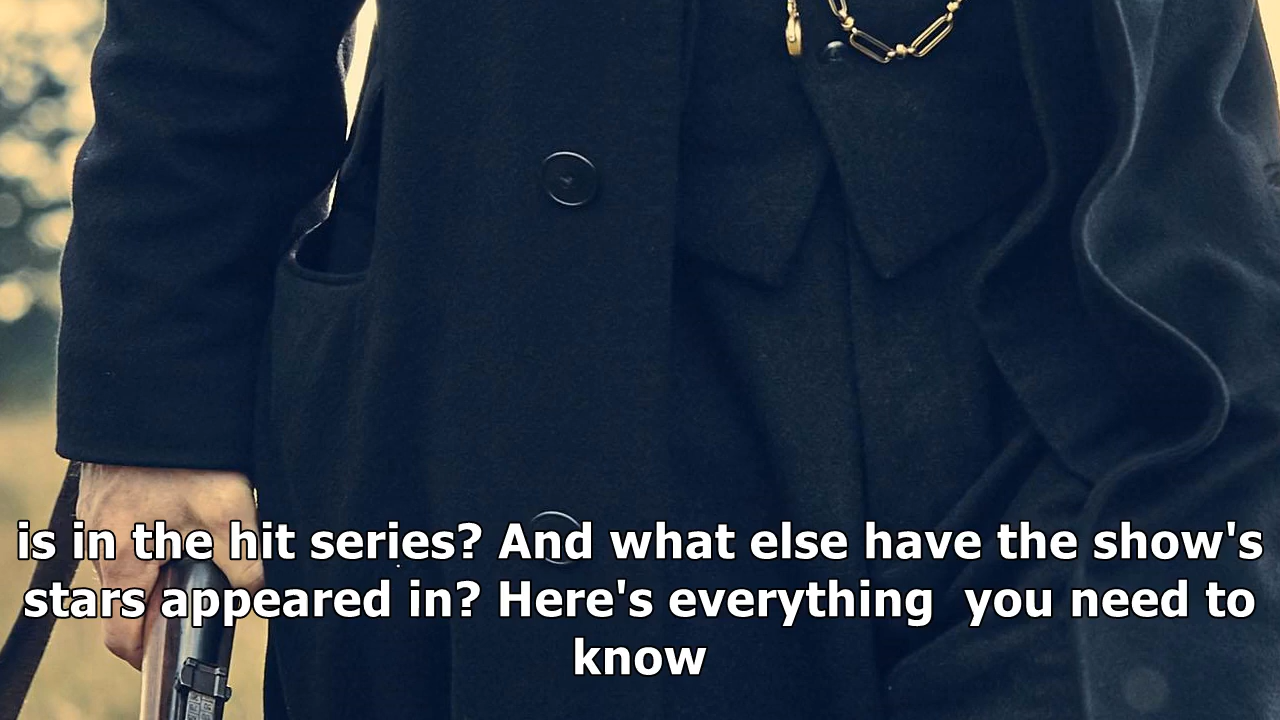 is in the hit series? And what else have the show's
stars appeared in? Here's everything  you need to
know